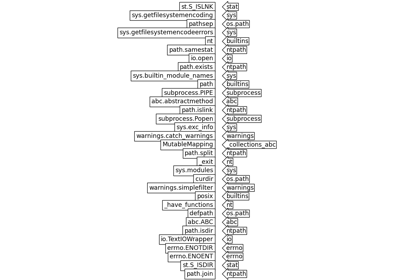 st.S_ISLNK stat
sys.getfilesystemencoding sys
pathsep os.path
sys.getfilesystemencodeerrors sys
nt builtins
path.samestat ntpath
io.open io
path.exists ntpath
sys.builtin_module_names sys
path builtins
subprocess.PIPE subprocess
abc.abstractmethod abc
path.islink ntpath
subprocess.Popen subprocess
sys.exc_info sys
warnings.catch_warnings warnings
MutableMapping _collections_abc
path.split ntpath
_exit nt
sys.modules sys
curdir os.path
warnings.simplefilter warnings
posix builtins
_have_functions nt
defpath os.path
abc.ABC abc
path.isdir ntpath
io.TextIOWrapper io
errno.ENOTDIR errno
errno.ENOENT errno
st.S_ISDIR stat
path.join ntpath